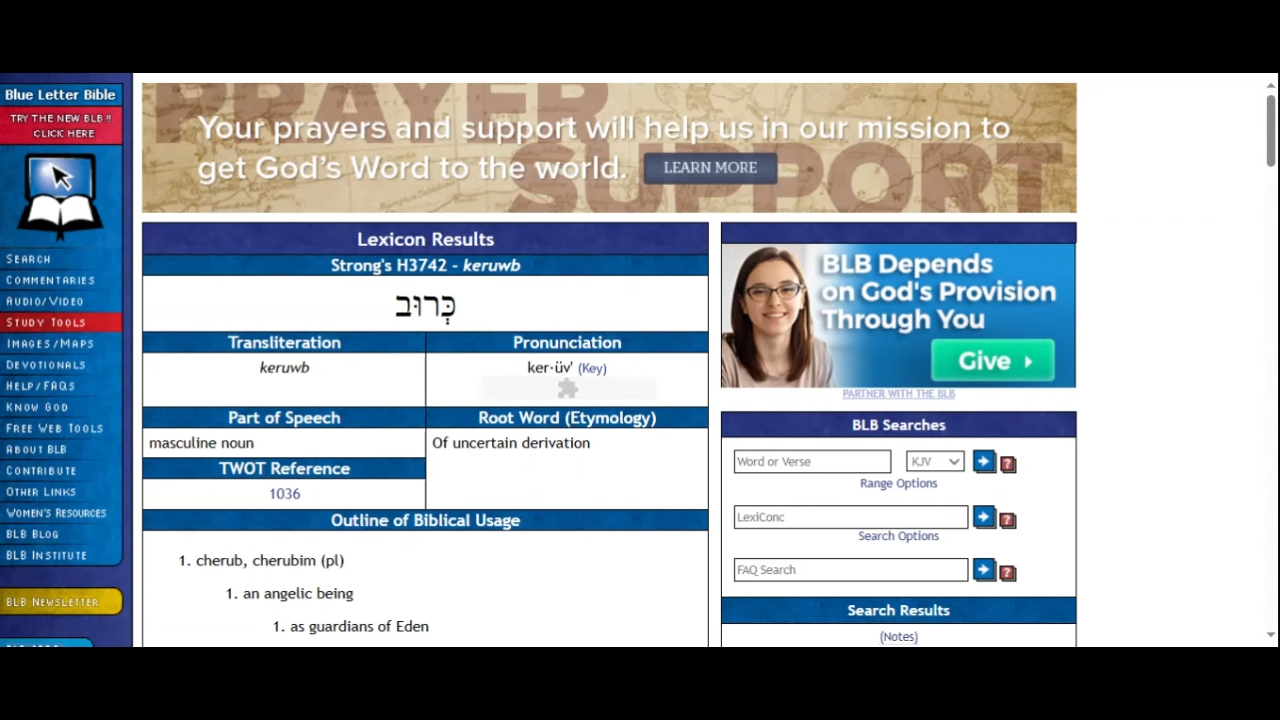 Blue Letter Bible
TRY THE NEW BLB !!
CLICK HERE
SEARCH
COMMENTARIES
AUDIO/VIDEO
STUDY TOOLS
IMAGES/MAPS
DEVOTIONALS
HELP/FAQS
KNOW GOD
FREE WEB TOOLS
ABOUT BLB
CONTRIBUTE
OTHER LINKS
WOMEN'S RESOURCES
BLB BLOG
BLB INSTITUTE
BLB NEWSLETTER
PRAYER
SUPPORT
Your prayers and support will help us in our mission to
get God's Word to the world. LEARN MORE
Lexicon Results
Strong's H3742 - keruwb
כְּרוּב
Transliteration
keruwb
Pronunciation
ker·üv' (Key)
Part of Speech
masculine noun
Root Word (Etymology)
Of uncertain derivation
TWOT Reference
1036
Outline of Biblical Usage
1. cherub, cherubim (pl)
1. an angelic being
1. as guardians of Eden
BLB Depends
on God's Provision
Through You
Give
PARTNER WITH THE BLB
BLB Searches
Word or Verse KJV ?
Range Options
LexiConc ?
Search Options
FAQ Search ?
Search Results
(Notes)